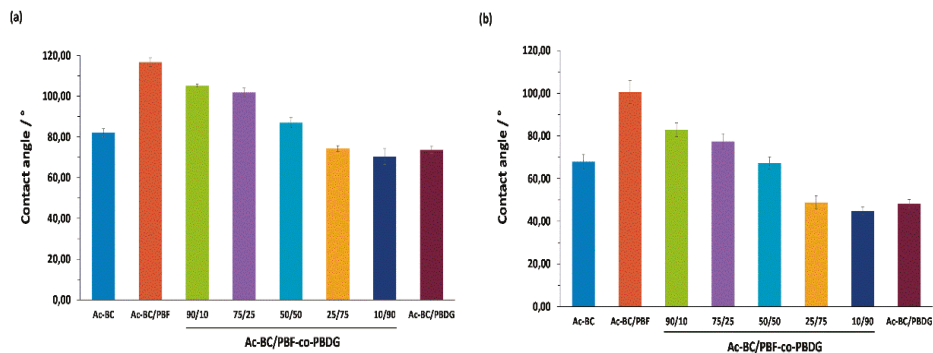 (a)
120,00
100,00
80,00
60,00
40,00
20,00
0,00
Contact angle / °
Ac-BC Ac-BC/PBF 90/10 75/25 50/50 25/75 10/90 Ac-BC/PBDG
Ac-BC/PBF-co-PBDG
(b)
120,00
100,00
80,00
60,00
40,00
20,00
0,00
Contact angle / °
Ac-BC Ac-BC/PBF 90/10 75/25 50/50 25/75 10/90 Ac-BC/PBDG
Ac-BC/PBF-co-PBDG